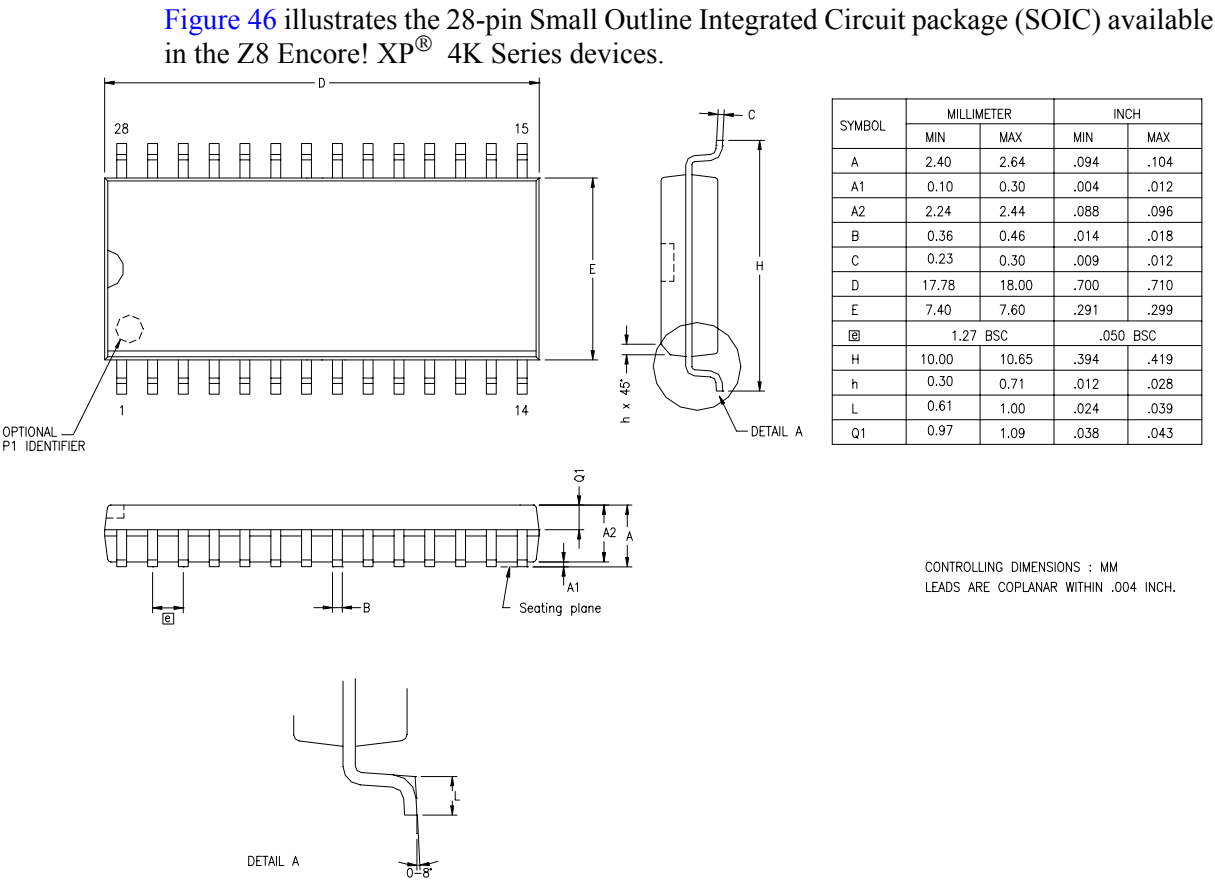 Figure 46 illustrates the 28-pin Small Outline Integrated Circuit package (SOIC) available
in the Z8 Encore! XP® 4K Series devices.
D
28
15
E
1
14
OPTIONAL
P1 IDENTIFIER
C
H
h x 45°
DETAIL A
SYMBOL MILLIMETER INCH
MIN MAX MIN MAX
A 2.40 2.64 .094 .104
A1 0.10 0.30 .004 .012
A2 2.24 2.44 .088 .096
B 0.36 0.46 .014 .018
C 0.23 0.30 .009 .012
D 17.78 18.00 .700 .710
E 7.40 7.60 .291 .299
e 1.27 BSC .050 BSC
H 10.00 10.65 .394 .419
h 0.30 0.71 .012 .028
L 0.61 1.00 .024 .039
Q1 0.97 1.09 .038 .043
Q1
A2 A
A1
B
e
Seating plane
CONTROLLING DIMENSIONS : MM
LEADS ARE COPLANAR WITHIN .004 INCH.
L
DETAIL A
0-8°